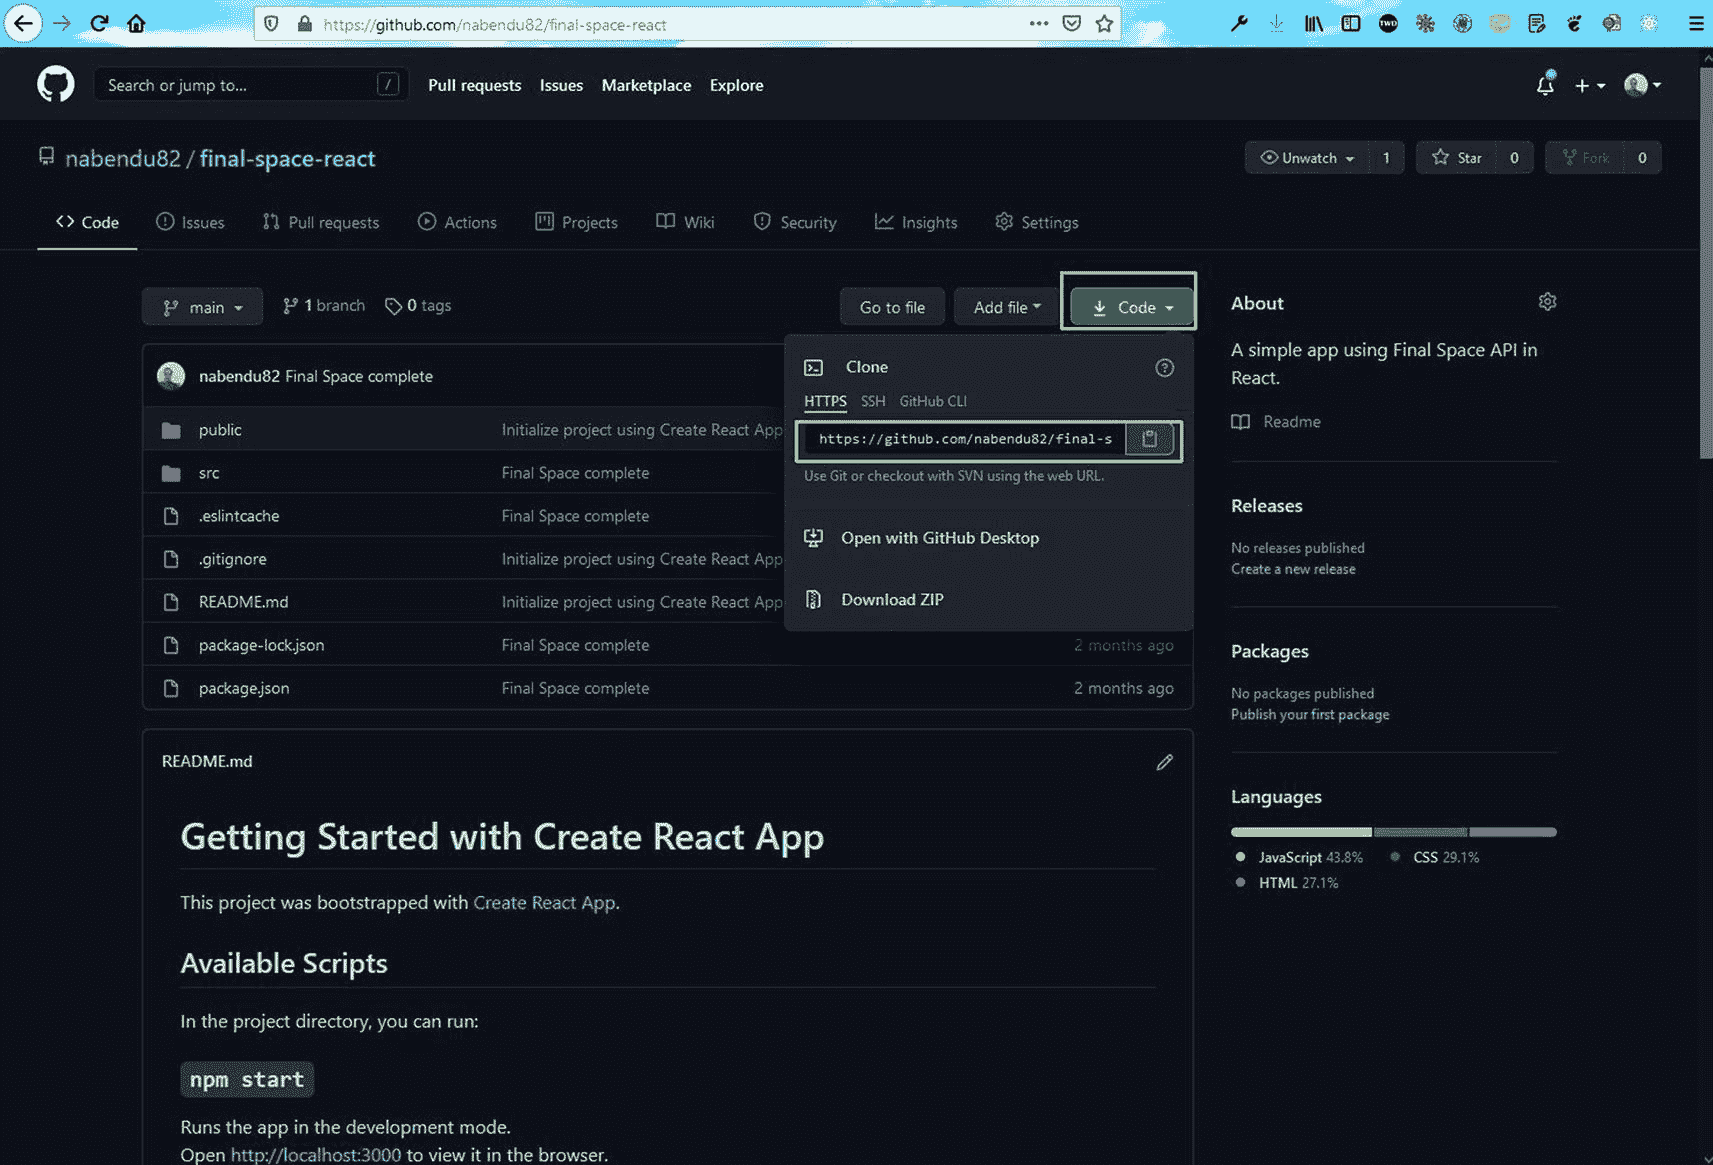 https://github.com/nabendu82/final-space-react
TWD
Search or jump to... /
Pull requests Issues Marketplace Explore
nabendu82 / final-space-react
Unwatch 1 Star 0 Fork 0
Code Issues Pull requests Actions Projects Wiki Security Insights Settings
main 1 branch 0 tags Go to file Add file Code
nabendu82 Final Space complete
public Initialize project using Create React App
src Final Space complete
.eslintcache Final Space complete
.gitignore Initialize project using Create React App
README.md Initialize project using Create React App
package-lock.json Final Space complete 2 months ago
package.json Final Space complete 2 months ago
Clone
HTTPS SSH GitHub CLI
https://github.com/nabendu82/final-s
Use Git or checkout with SVN using the web URL.
Open with GitHub Desktop
Download ZIP
README.md
Getting Started with Create React App
This project was bootstrapped with Create React App.
Available Scripts
In the project directory, you can run:
npm start
Runs the app in the development mode.
Open http://localhost:3000 to view it in the browser.
About
A simple app using Final Space API in
React.
Readme
Releases
No releases published
Create a new release
Packages
No packages published
Publish your first package
Languages
JavaScript 43.8% CSS 29.1%
HTML 27.1%